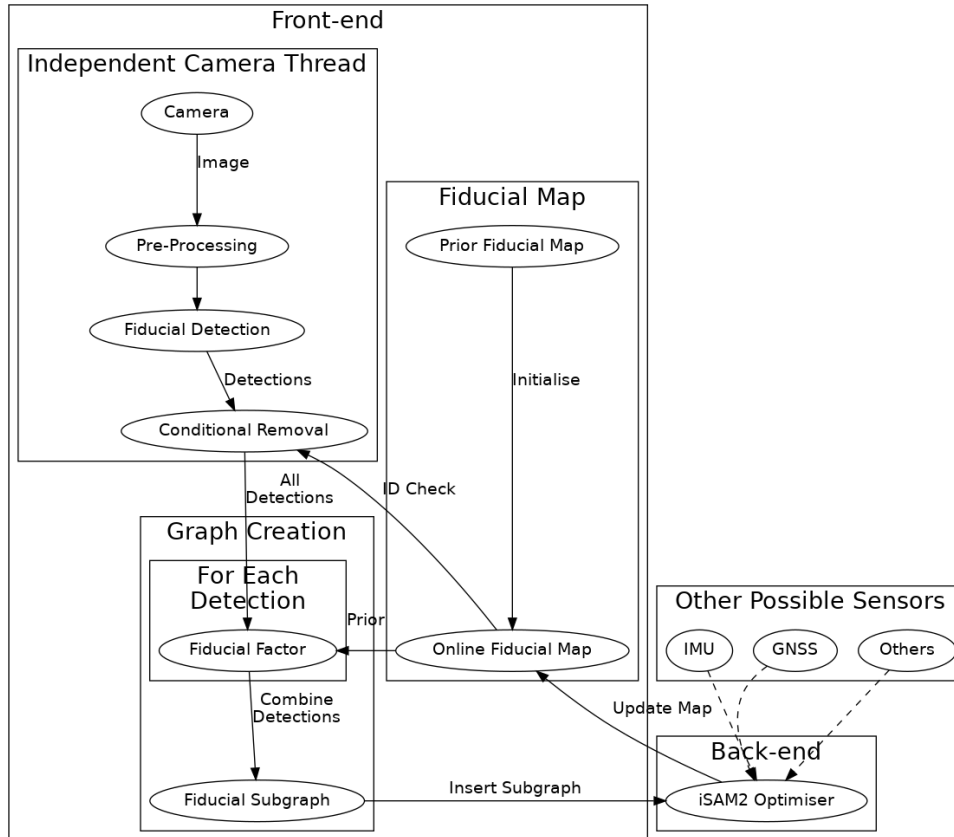 Front-end
Independent Camera Thread
Camera
Image
Pre-Processing
Fiducial Detection
Detections
Conditional Removal
Fiducial Map
Prior Fiducial Map
Initialise
ID Check
All
Detections
Graph Creation
For Each
Detection
Fiducial Factor
Prior
Online Fiducial Map
Combine
Detections
Fiducial Subgraph
Insert Subgraph
Update Map
Other Possible Sensors
IMU
GNSS
Others
Back-end
iSAM2 Optimiser